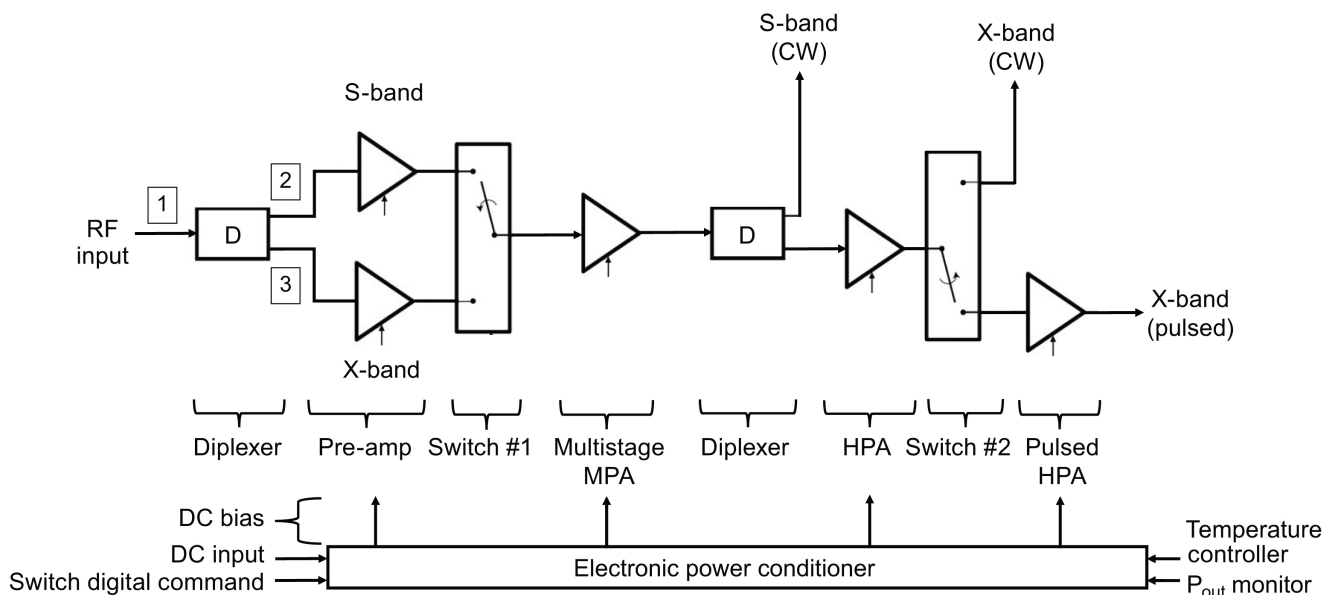 S-band
(CW)
X-band
(CW)
S-band
1
2
RF
input
D
D
3
X-band
(pulsed)
X-band
Diplexer
Pre-amp
Switch #1
Multistage
MPA
Diplexer
HPA
Switch #2
Pulsed
HPA
DC bias
DC input
Switch digital command
Electronic power conditioner
Temperature
controller
Pout monitor